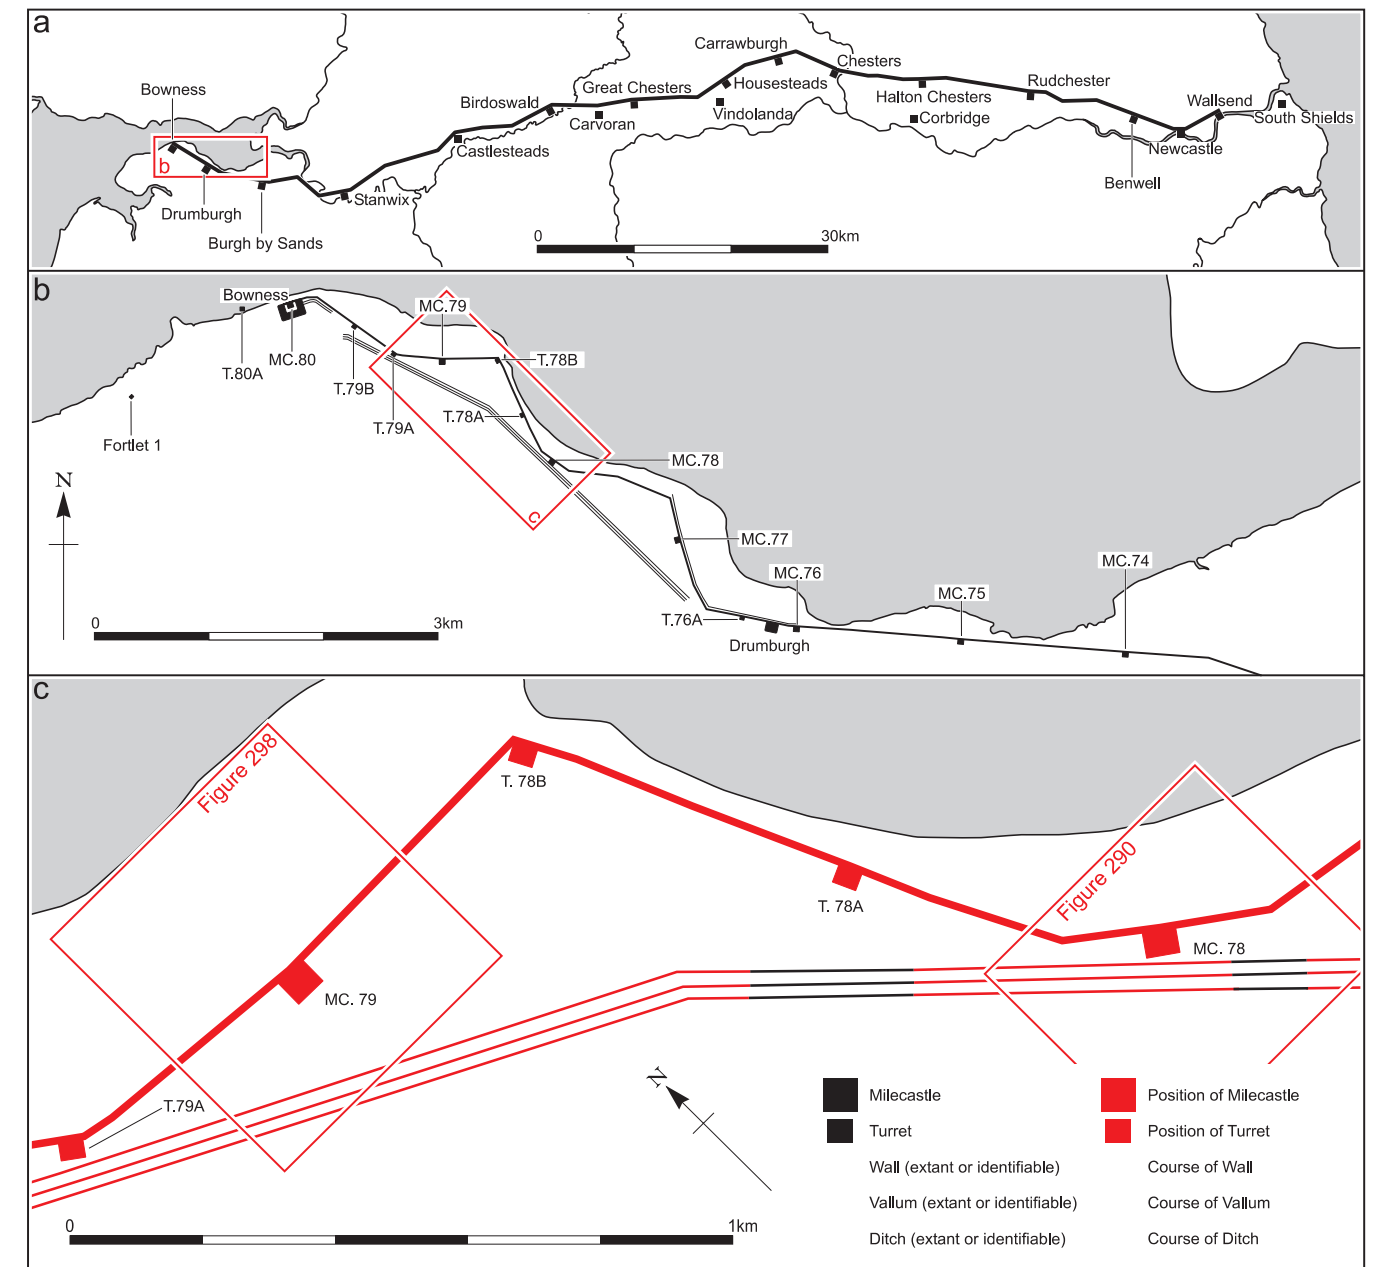 a
Carrawburgh
Chesters
Bowness
Great Chesters
Housesteads
Rudchester
Birdoswald
Halton Chesters
Wallsend
Carvoran
Vindolanda
Corbridge
South Shields
Castlesteads
Newcastle
b
Stanwix
Benwell
Drumburgh
Burgh by Sands
0
30km
b
Bowness
MC.79
MC.80
T.78B
T.80A
T.79B
T.78A
T.79A
Fortlet 1
MC.78
N
c
MC.77
MC.76
MC.74
MC.75
0
3km
T.76A
Drumburgh
c
Figure 298
T. 78B
Figure 290
T. 78A
MC. 78
MC. 79
N
T.79A
Milecastle
Position of Milecastle
Turret
Position of Turret
Wall (extant or identifiable)
Course of Wall
Vallum (extant or identifiable)
Course of Vallum
Ditch (extant or identifiable)
Course of Ditch
0
1km